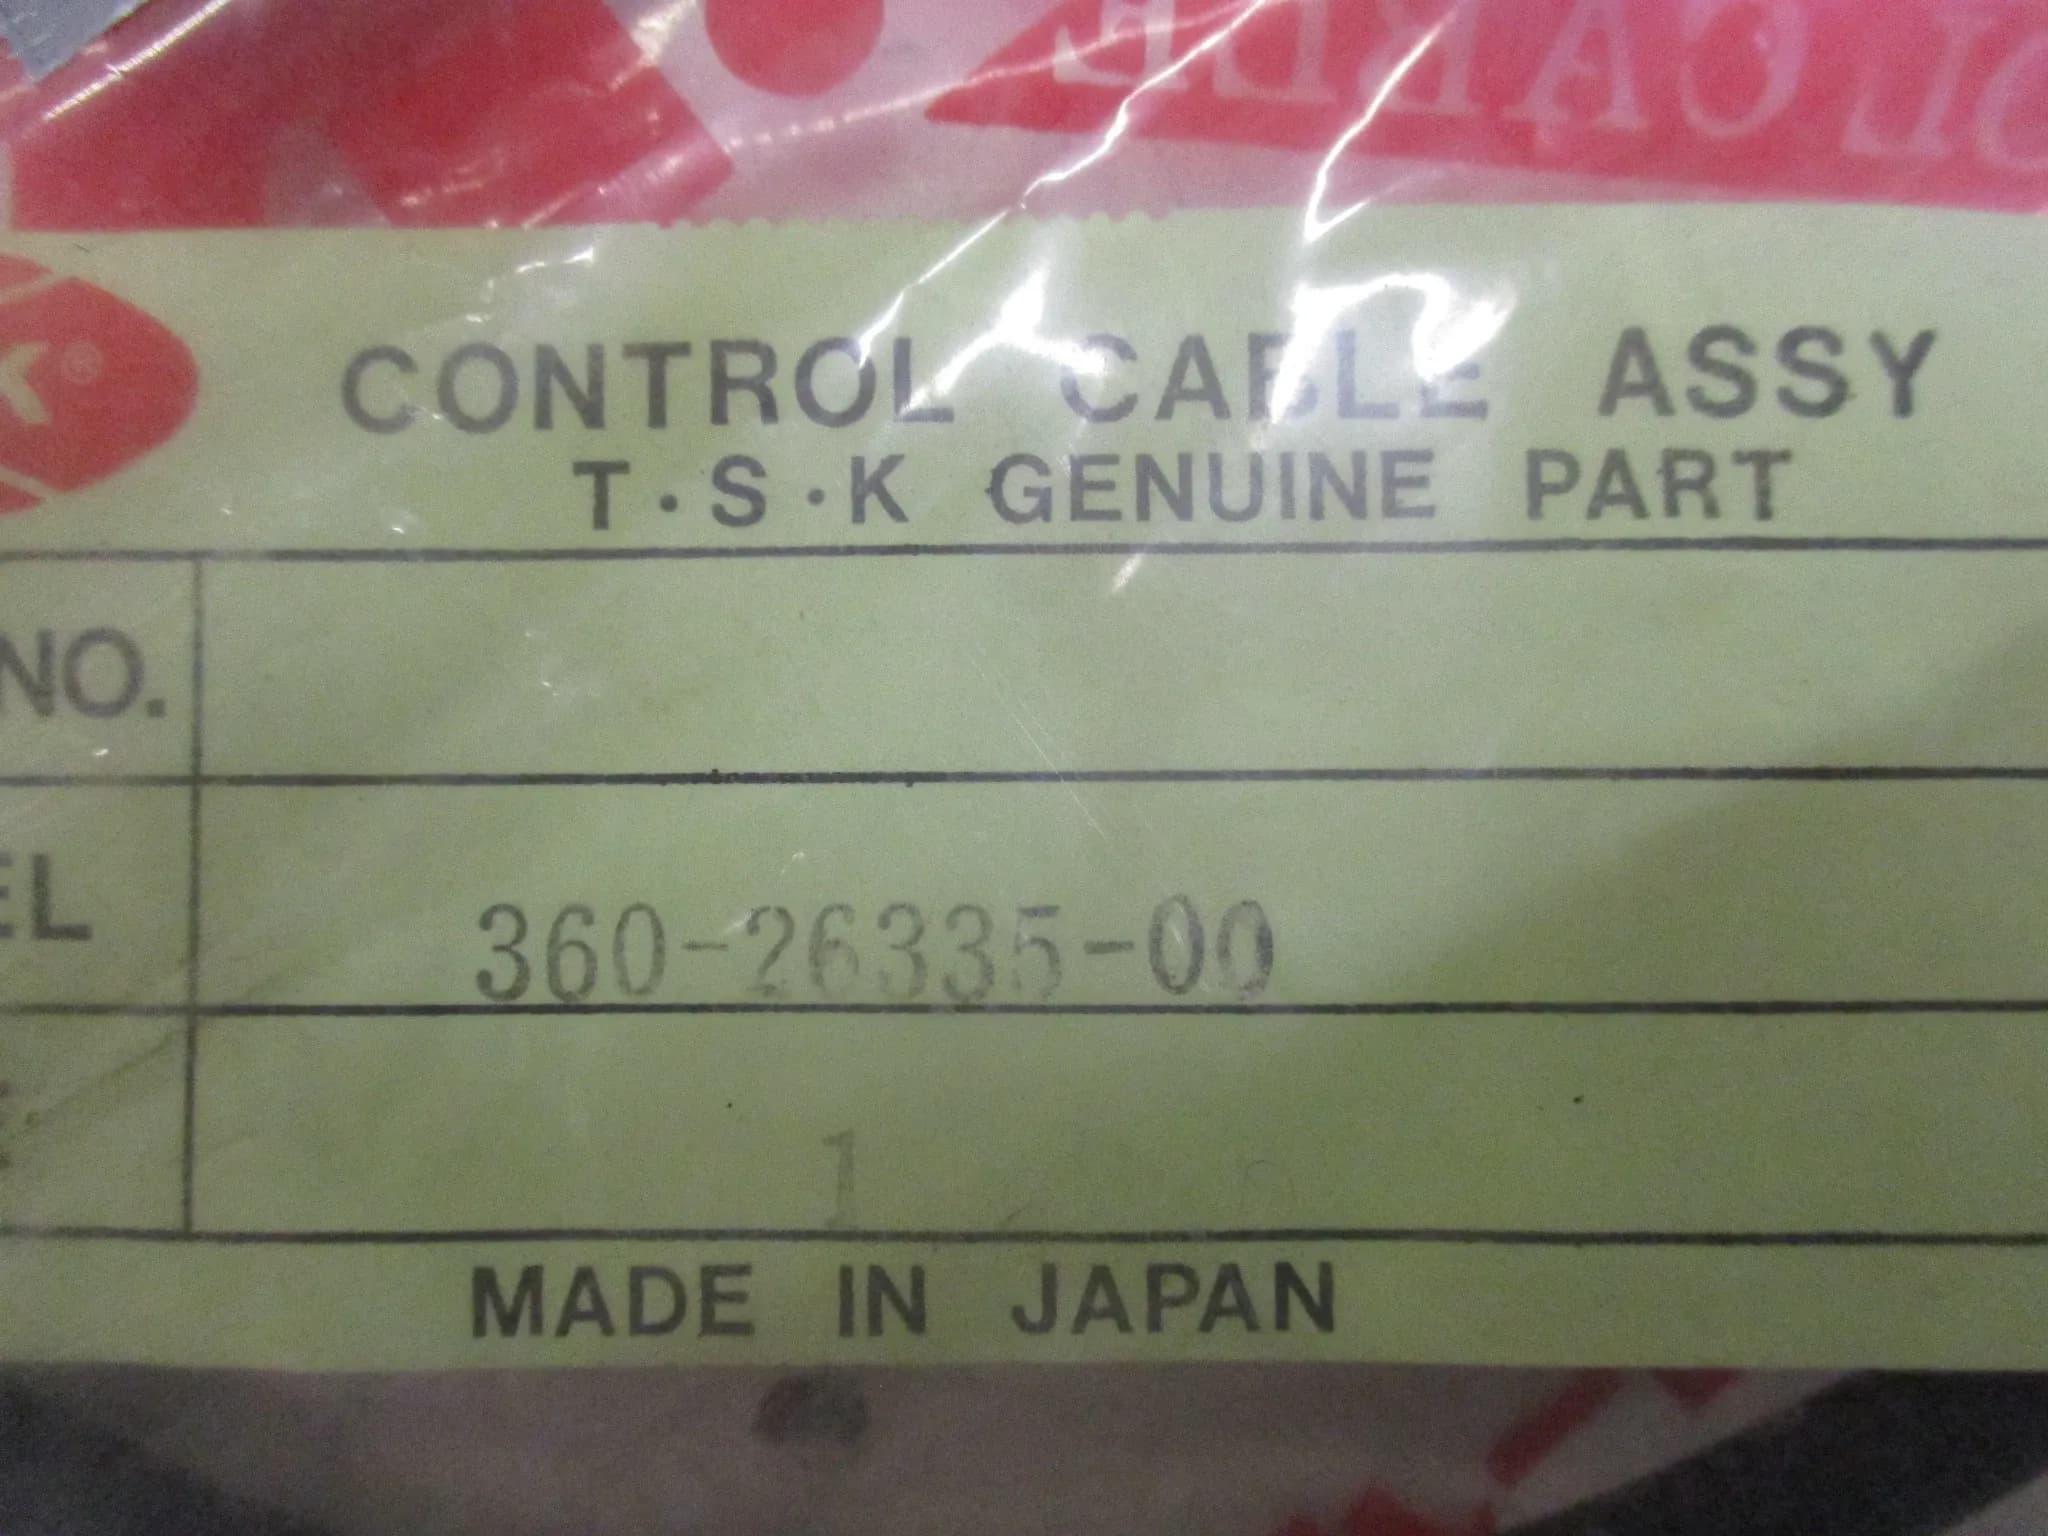 CONTROL CABLE ASSY
T·S·K GENUINE PART
NO.
EL
360-26335-00
1
MADE IN JAPAN